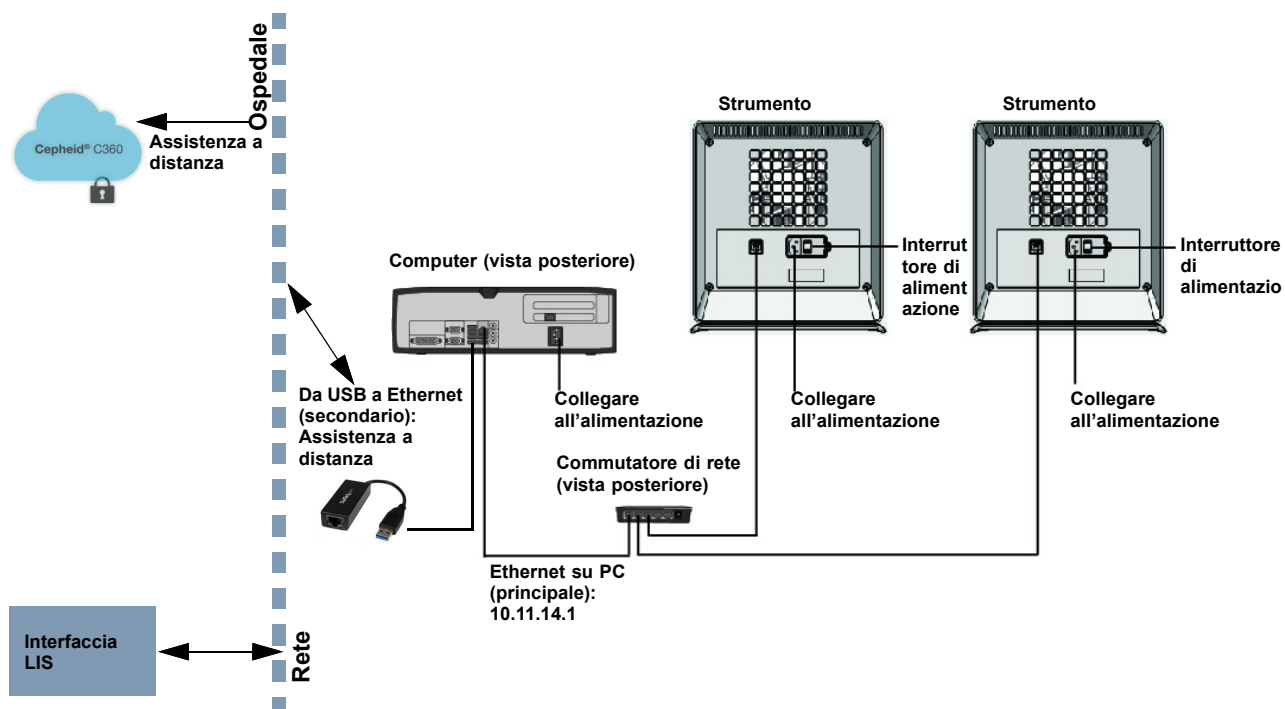 Ospedale
Cepheid® C360
Assistenza a
distanza
Strumento
Strumento
Interrut
tore di
aliment
azione
Interruttore
di
alimentazio
Computer (vista posteriore)
Da USB a Ethernet
(secondario):
Assistenza a
distanza
Collegare
all'alimentazione
Collegare
all'alimentazione
Collegare
all'alimentazione
Commutatore di rete
(vista posteriore)
StarTech
Ethernet su PC
(principale):
10.11.14.1
Interfaccia
LIS
Rete